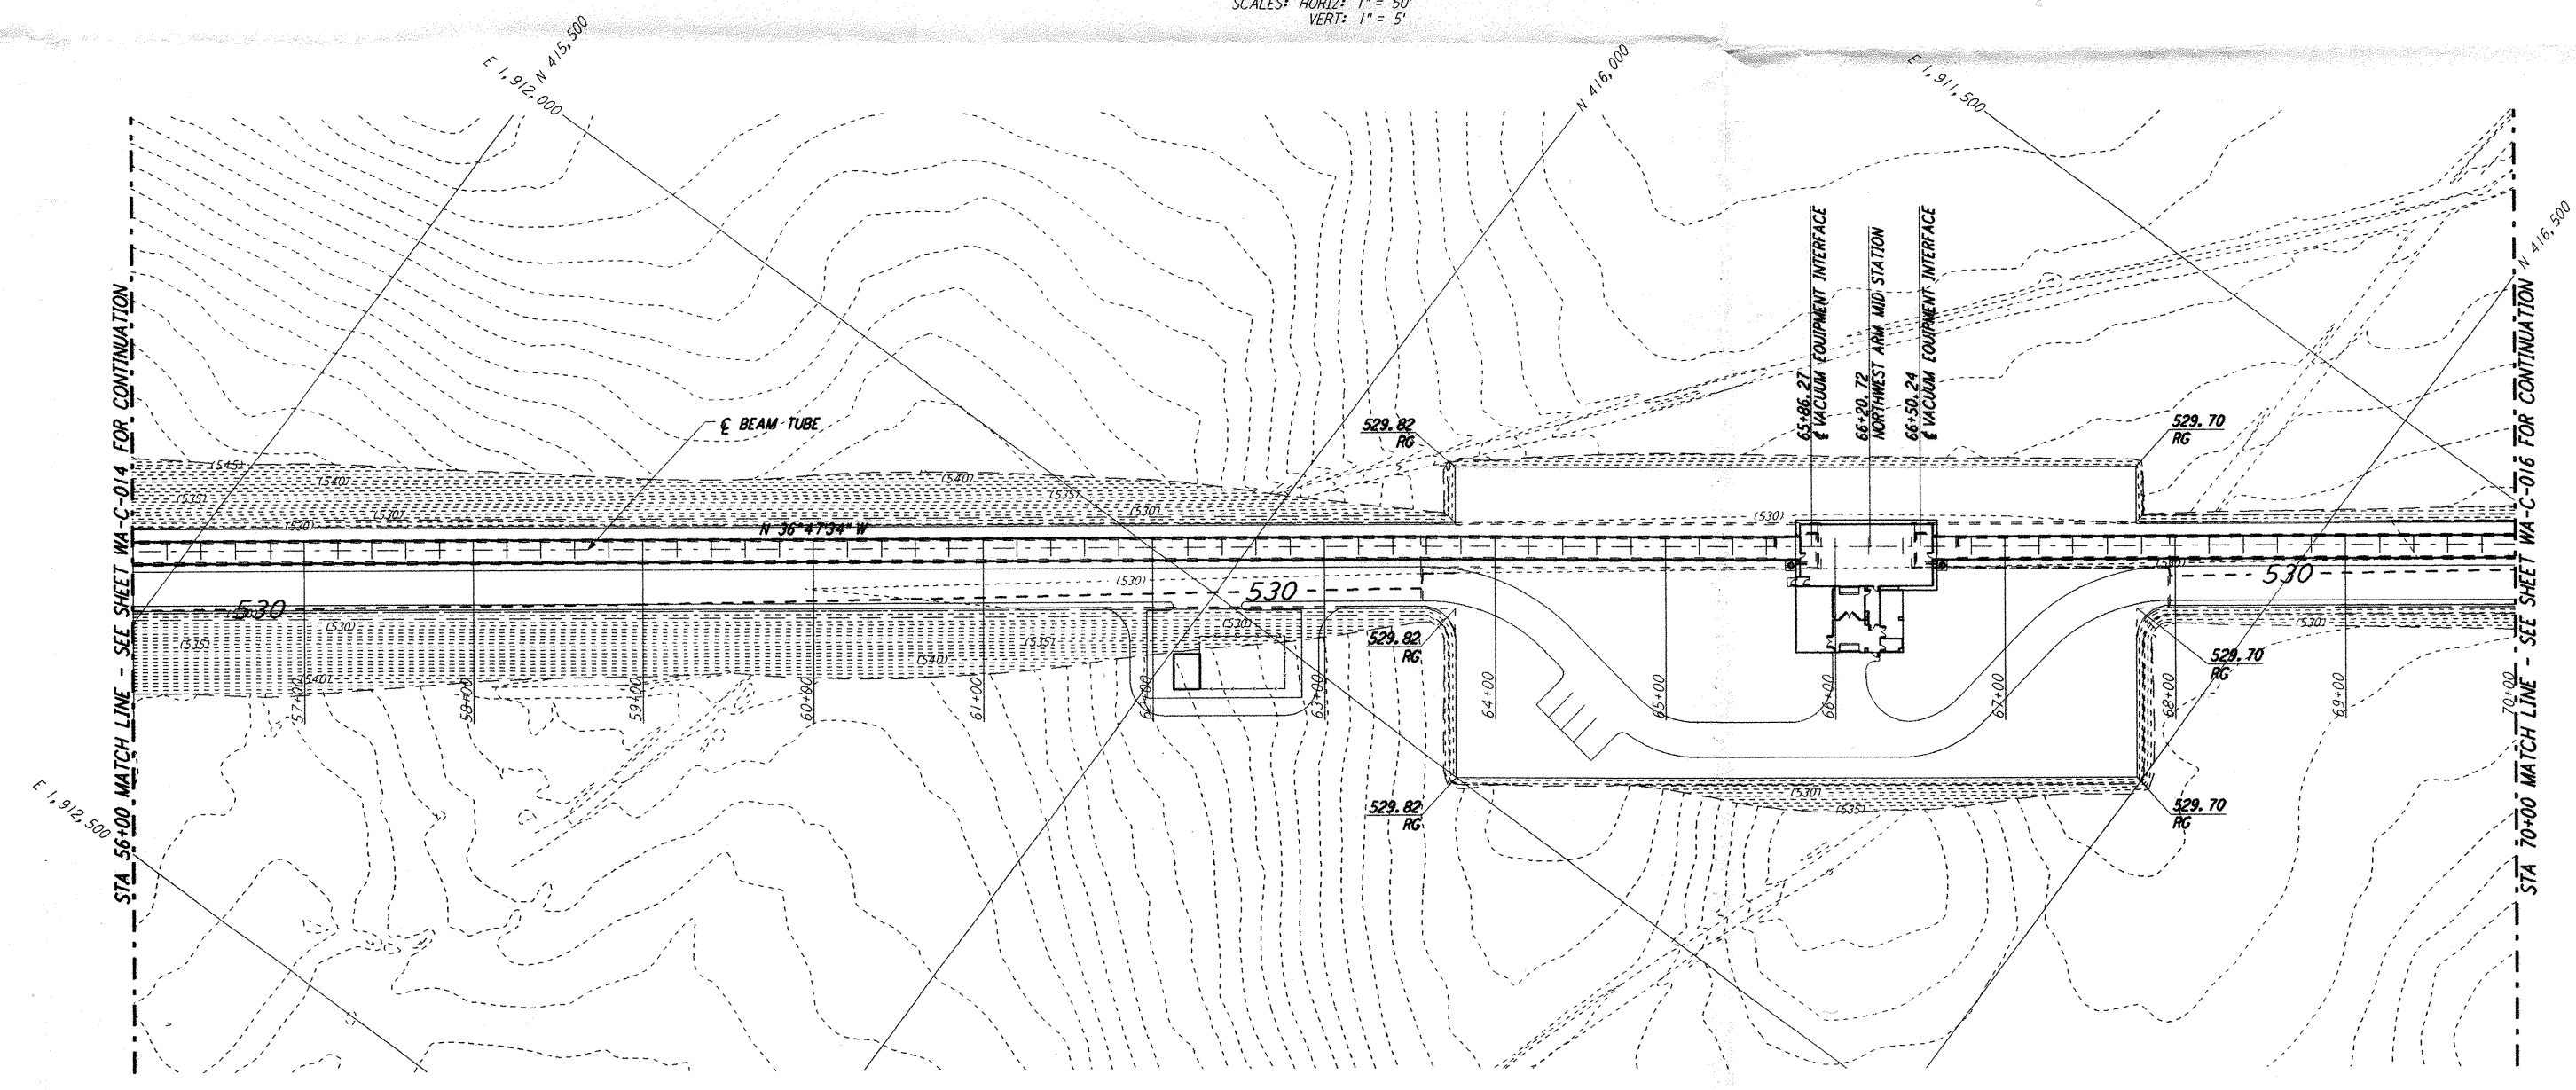 SCALES: HORIZ: 1" = 50'
VERT: 1" = 5'
E 1,912,000
N 415,500
N 416,000
E 1,911,500
N 416,500
E 1,912,500
STA 56+00 MATCH LINE - SEE SHEET WA-C-014 FOR CONTINUATION
℄ BEAM TUBE
N 36°47'34" W
65+86.27
℄ VACUUM EQUIPMENT INTERFACE
66+20.72
NORTHWEST ARM MID STATION
66+50.24
℄ VACUUM EQUIPMENT INTERFACE
529.82
RG
529.70
RG
(545)
(540)
(535)
(530)
(530)
(540)
(535)
(530)
(530)
(530)
530
(530)
(535)
(540)
(530)
530
(530)
(535)
(540)
(530)
530
(530)
529.82
RG
529.70
RG
57+00
58+00
59+00
60+00
61+00
62+00
63+00
64+00
65+00
66+00
67+00
68+00
69+00
70+00
529.82
RG
(530)
(535)
529.70
RG
STA 70+00 MATCH LINE - SEE SHEET WA-C-016 FOR CONTINUATION